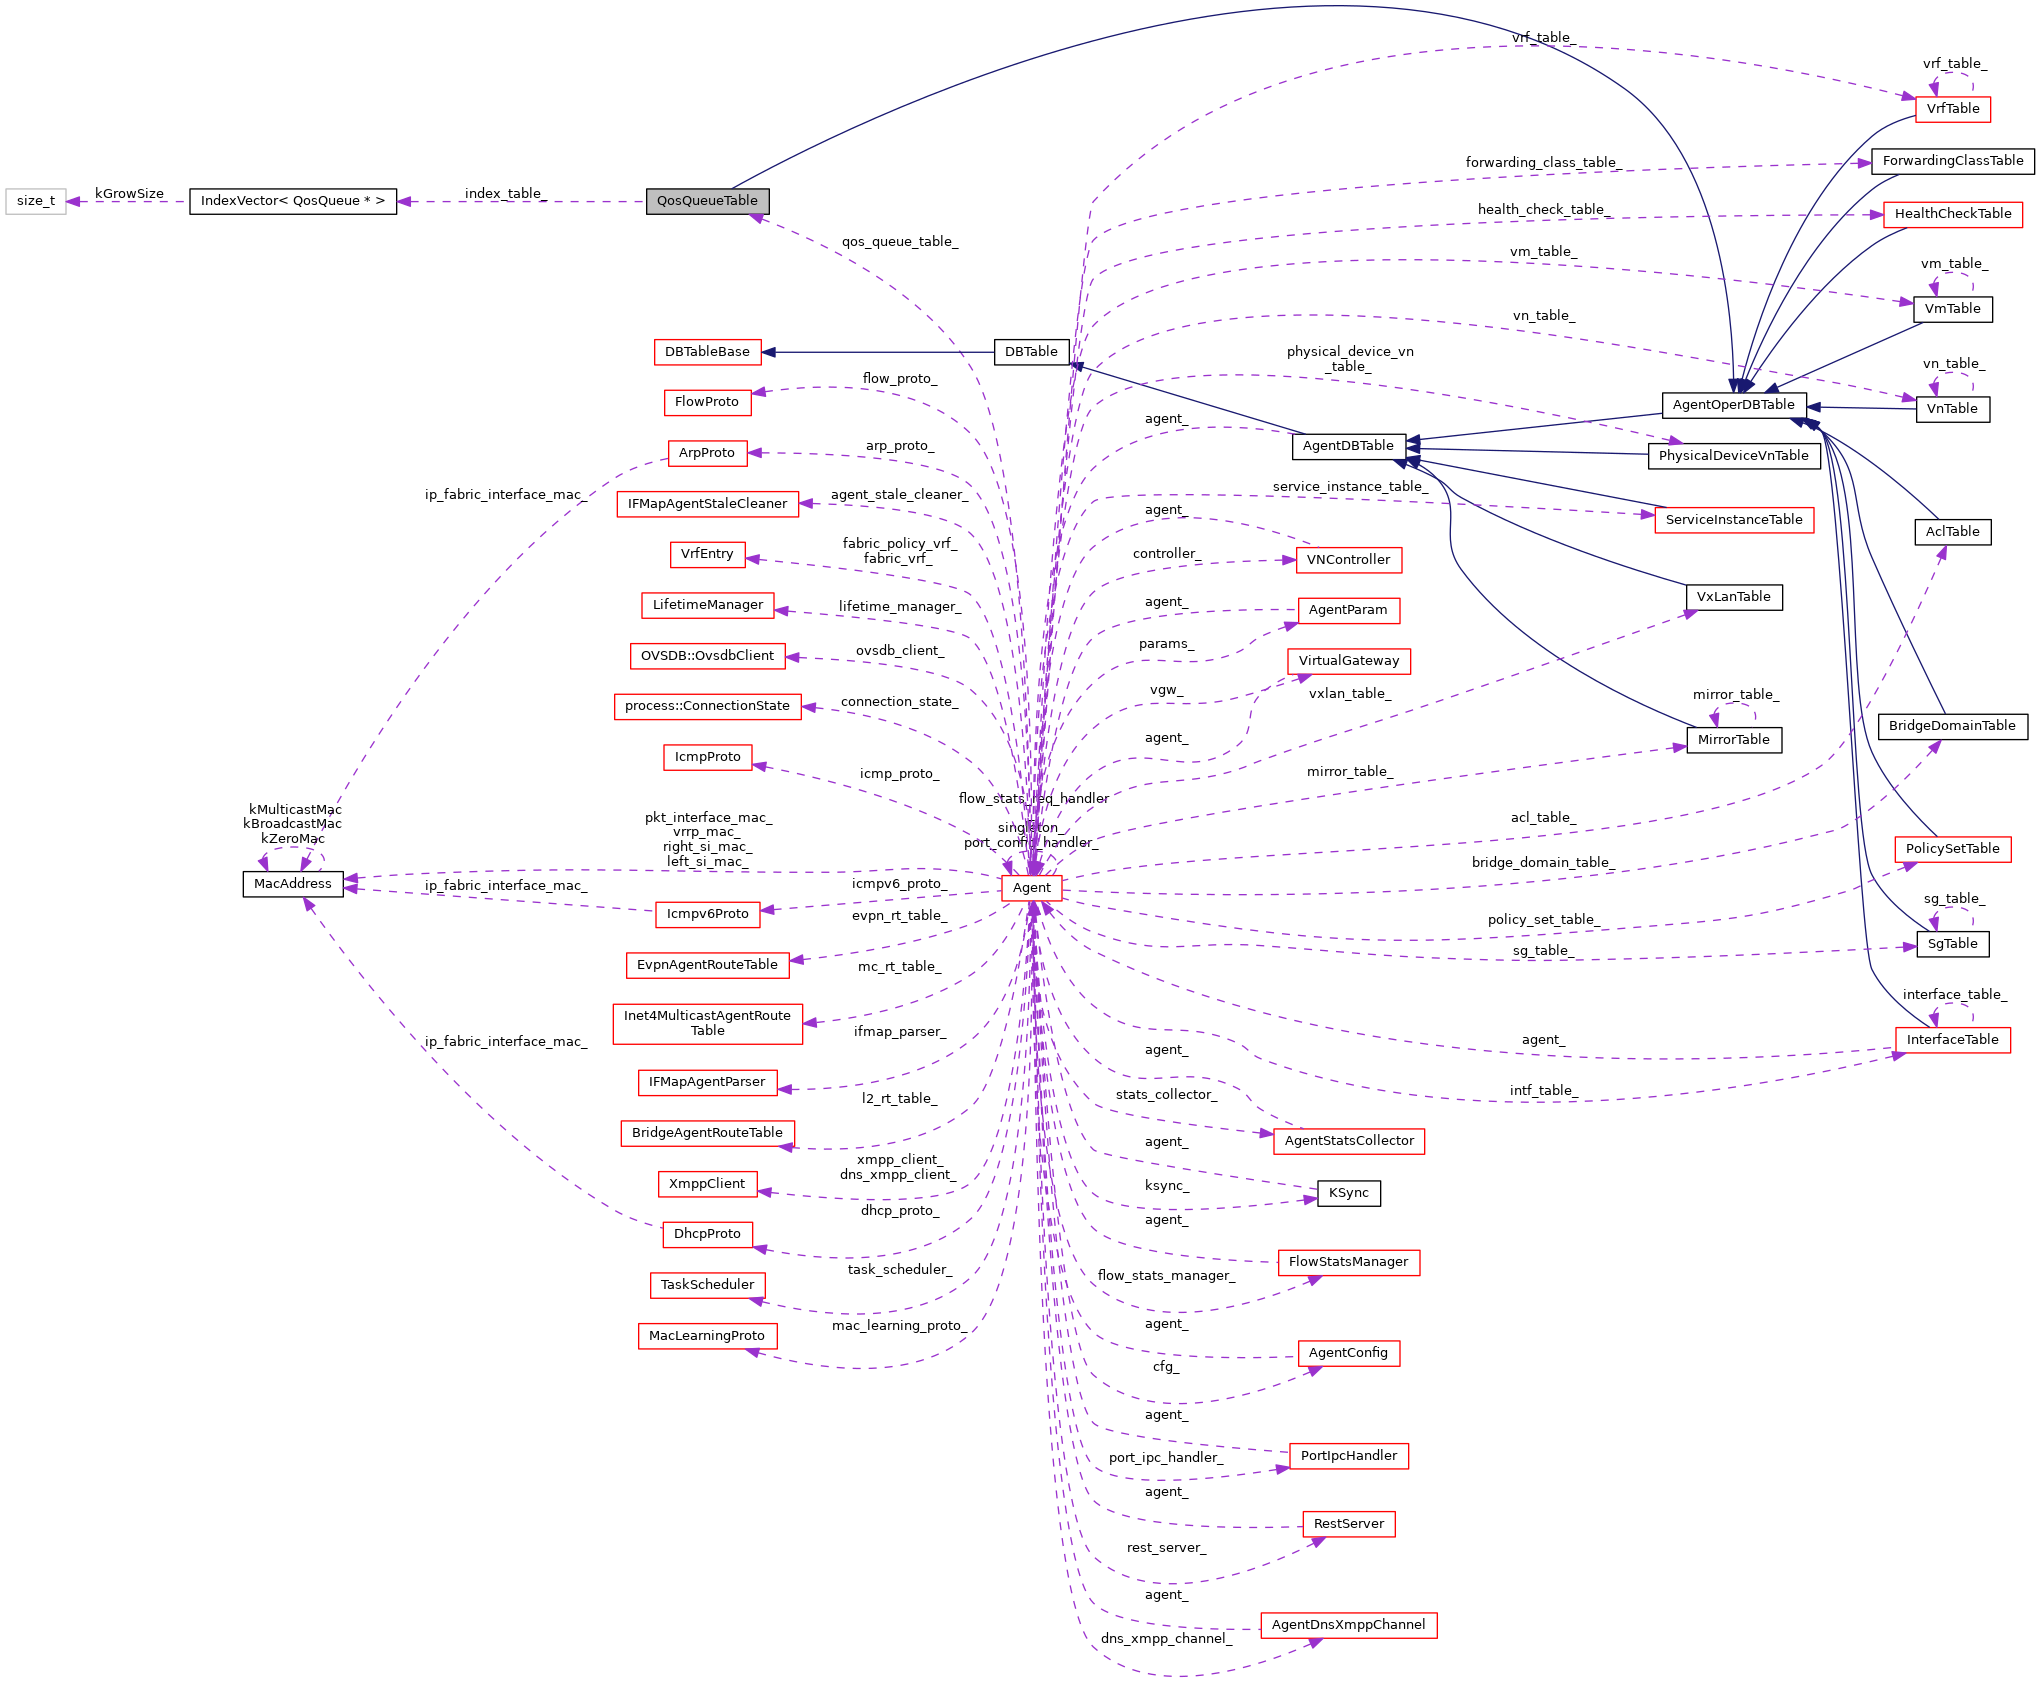 vrf_table_
vrf_table_
VrfTable
forwarding_class_table_
ForwardingClassTable
size_t
kGrowSize
IndexVector< QosQueue * >
index_table_
QosQueueTable
health_check_table_
HealthCheckTable
qos_queue_table_
vm_table_
vm_table_
VmTable
vn_table_
physical_device_vn
_table_
DBTableBase
DBTable
vn_table_
flow_proto_
FlowProto
AgentOperDBTable
VnTable
agent_
arp_proto_
ArpProto
AgentDBTable
PhysicalDeviceVnTable
ip_fabric_interface_mac_
agent_stale_cleaner_
IFMapAgentStaleCleaner
service_instance_table_
agent_
ServiceInstanceTable
AclTable
fabric_policy_vrf_
fabric_vrf_
VrfEntry
controller_
VNController
lifetime_manager_
LifetimeManager
agent_
AgentParam
VxLanTable
ovsdb_client_
OVSDB::OvsdbClient
params_
VirtualGateway
connection_state_
process::ConnectionState
vgw_
vxlan_table_
mirror_table_
MirrorTable
BridgeDomainTable
agent_
IcmpProto
icmp_proto_
mirror_table_
flow_stats_req_handler
singleton_
port_config_handler_
kMulticastMac
kBroadcastMac
kZeroMac
pkt_interface_mac_
vrrp_mac_
right_si_mac_
left_si_mac_
acl_table_
PolicySetTable
bridge_domain_table_
MacAddress
ip_fabric_interface_mac_
icmpv6_proto_
Agent
Icmpv6Proto
evpn_rt_table_
policy_set_table_
sg_table_
SgTable
sg_table_
EvpnAgentRouteTable
mc_rt_table_
Inet4MulticastAgentRoute
Table
interface_table_
InterfaceTable
ip_fabric_interface_mac_
ifmap_parser_
agent_
agent_
IFMapAgentParser
l2_rt_table_
stats_collector_
intf_table_
BridgeAgentRouteTable
AgentStatsCollector
agent_
xmpp_client_
dns_xmpp_client_
XmppClient
ksync_
KSync
dhcp_proto_
DhcpProto
agent_
FlowStatsManager
task_scheduler_
TaskScheduler
flow_stats_manager_
mac_learning_proto_
MacLearningProto
agent_
AgentConfig
cfg_
agent_
PortIpcHandler
port_ipc_handler_
agent_
RestServer
rest_server_
agent_
AgentDnsXmppChannel
dns_xmpp_channel_